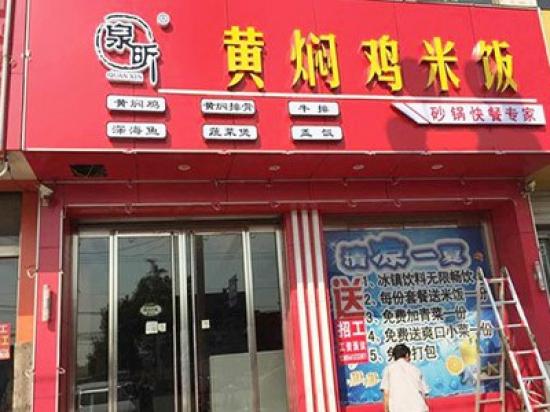 泉昕
QUAN XIN
®
黄焖鸡米饭
黄焖鸡
黄焖排骨
牛排
深海鱼
蔬菜煲
盖饭
砂锅快餐专家
清凉一夏
送
1、冰镇饮料无限畅饮
2、每份套餐送米饭一
3、免费加青菜一份
4、免费送爽口小菜一份
5、免 打包
招工